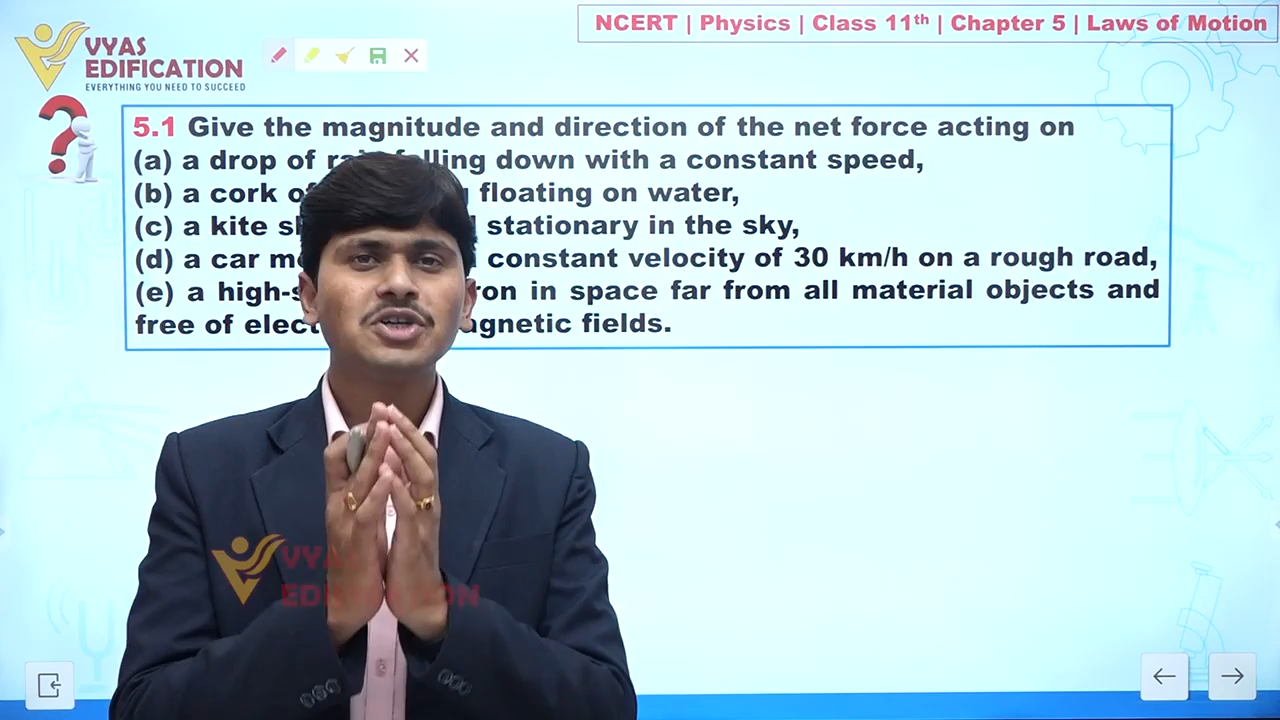 NCERT | Physics | Class 11th | Chapter 5 | Laws of Motion
VYAS
EDIFICATION
EVERYTHING YOU NEED TO SUCCEED
5.1 Give the magnitude and direction of the net force acting on
(a) a drop of falling down with a constant speed,
(b) a cork floating on water,
(c) a kite stationary in the sky,
(d) a car constant velocity of 30 km/h on a rough road,
(e) a in space far from all material objects and
free of fields.
VYAS
EDIFICATION